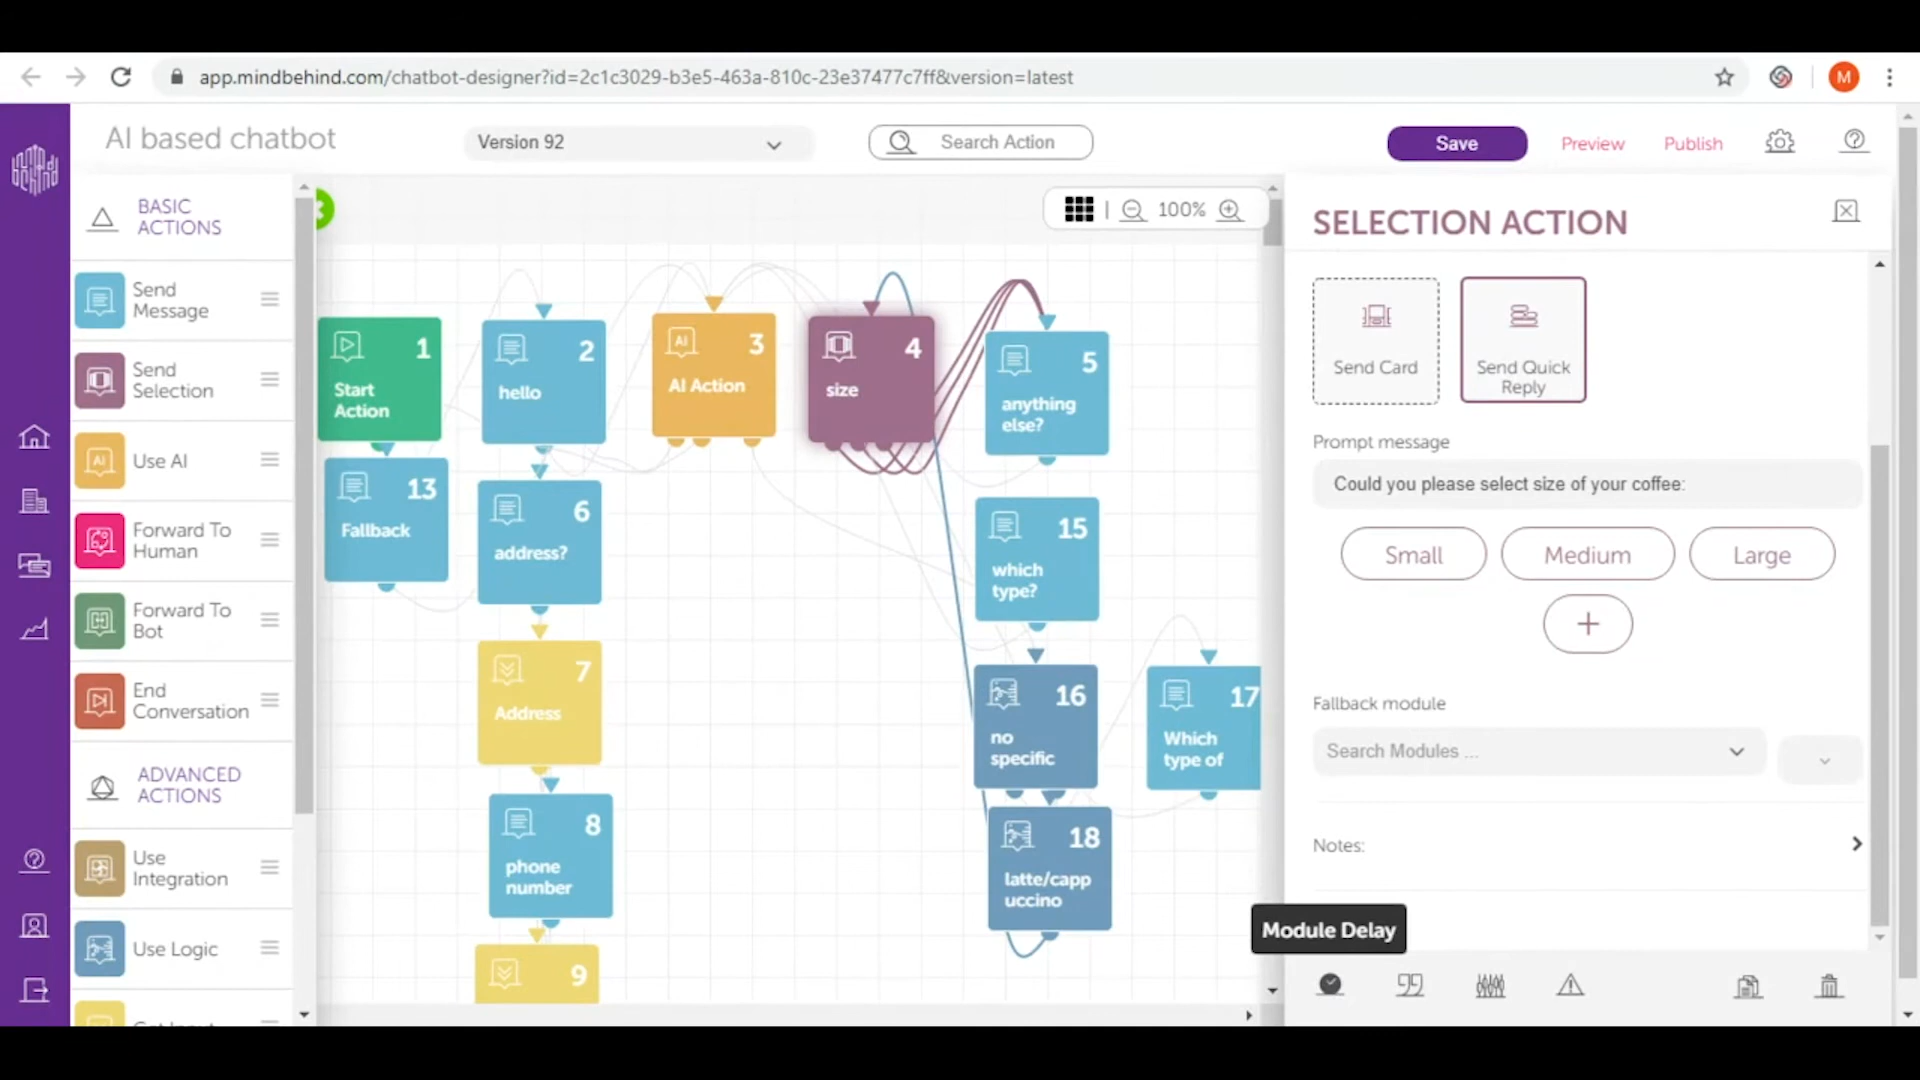 app.mindbehind.com/chatbot-designer?id=2c1c3029-b3e5-463a-810c-23e37477c7ff&version=latest
M
mind
behind
AI based chatbot
Version 92
Search Action
Save
Preview
Publish
BASIC
ACTIONS
Send
Message
Send
Selection
AI
Use AI
Forward To
Human
Forward To
Bot
End
Conversation
ADVANCED
ACTIONS
Use
Integration
Use Logic
100%
1
Start
Action
2
hello
AI
3
AI Action
4
size
5
anything
else?
13
Fallback
6
address?
15
which
type?
7
Address
16
no
specific
17
Which
type of
8
phone
number
18
latte/capp
uccino
9
SELECTION ACTION
Send Card
Send Quick
Reply
Prompt message
Could you please select size of your coffee:
Small
Medium
Large
+
Fallback module
Search Modules ...
Notes:
Module Delay